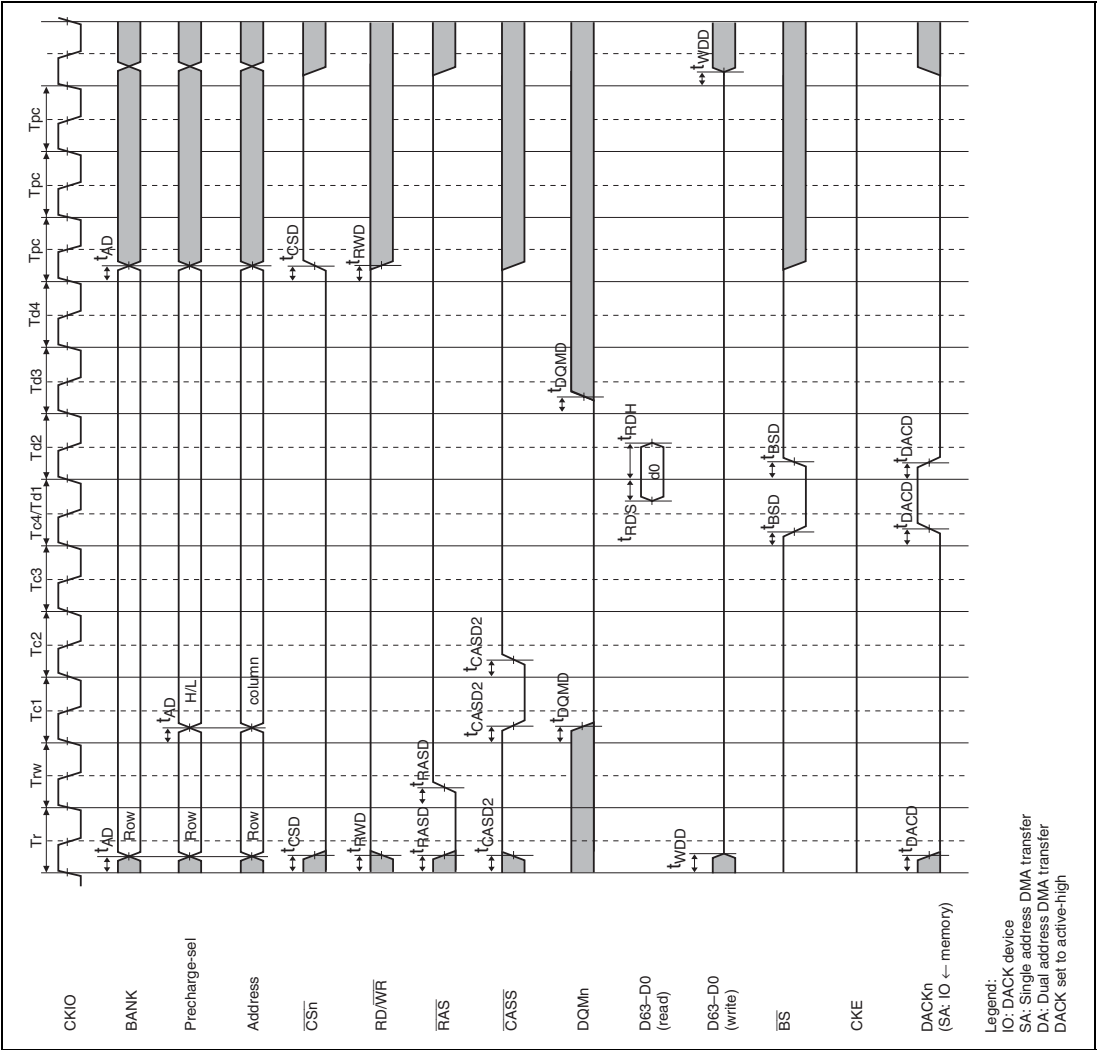 Tr Trw Tc1 Tc2 Tc3 Tc4/Td1 Td2 Td3 Td4 Tpc Tpc Tpc
CKIO
tAD tAD
BANK Row
tAD
Precharge-sel Row H/L
Address Row column
tCSD tCSD
CSn
tRWD tRWD
RD/WR
tRASD tRASD
RAS
tCASD2 tCASD2 tCASD2
CASS
tDQMD tDQMD
DQMn
tRDS tRDH
D63–D0
(read)
d0
tWDD tWDD
D63–D0
(write)
tBSD tBSD
BS
CKE
tDACD tDACD tDACD
DACKn
(SA: IO ← memory)
Legend:
IO: DACK device
SA: Single address DMA transfer
DA: Dual address DMA transfer
DACK set to active-high